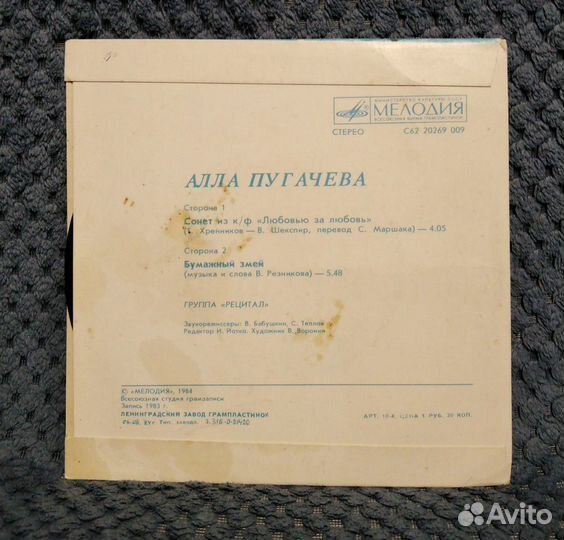 МИНИСТЕРСТВО КУЛЬТУРЫ СССР
МЕЛОДИЯ
ВСЕСОЮЗНАЯ ФИРМА ГРАМПЛАСТИНОК
СТЕРЕО С62 20269 009
АЛЛА ПУГАЧЕВА
Сторона 1
Сонет из к/ф «Любовью за любовь»
(Т. Хренников — В. Шекспир, перевод С. Маршака) — 4.05
Сторона 2
Бумажный змей
(музыка и слова В. Резникова) — 5.48
ГРУППА «РЕЦИТАЛ»
Звукорежиссеры: В. Бабушкин, С. Теплов
Редактор И. Йотко. Художник В. Воронин
© «МЕЛОДИЯ», 1984
Всесоюзная студия грамзаписи
Запись 1983 г.
ЛЕНИНГРАДСКИЙ ЗАВОД ГРАМПЛАСТИНОК
Тип. завода. АРТ. 10-К ЦЕНА 1 РУБ. 20 КОП.
Avito